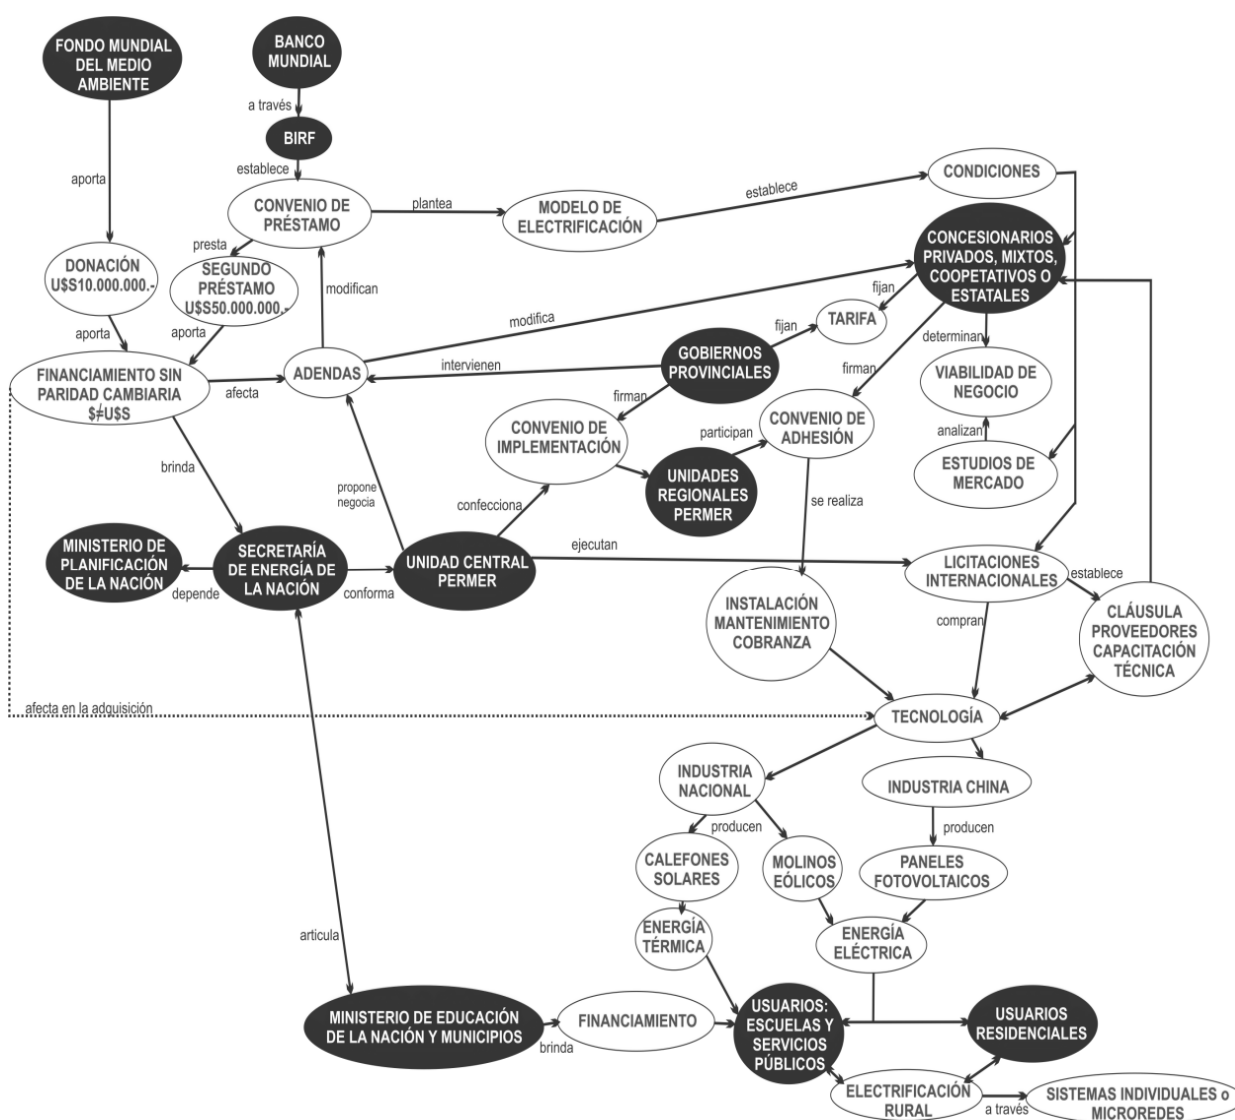 FONDO MUNDIAL
DEL MEDIO
AMBIENTE
BANCO
MUNDIAL
a través
BIRF
establece
aporta
CONVENIO DE
PRÉSTAMO
plantea
MODELO DE
ELECTRIFICACIÓN
establece
CONDICIONES
presta
DONACIÓN
U$S10.000.000.-
SEGUNDO
PRÉSTAMO
U$S50.000.000.-
modifican
CONCESIONARIOS
PRIVADOS, MIXTOS,
COOPETATIVOS O
ESTATALES
fijan
aporta
aporta
modifica
TARIFA
fijan
determinan
FINANCIAMIENTO SIN
PARIDAD CAMBIARIA
$≠U$S
afecta
ADENDAS
intervienen
GOBIERNOS
PROVINCIALES
firman
firman
VIABILIDAD DE
NEGOCIO
CONVENIO DE
IMPLEMENTACIÓN
participan
CONVENIO DE
ADHESIÓN
analizan
brinda
propone
negocia
confecciona
UNIDADES
REGIONALES
PERMER
se realiza
ESTUDIOS DE
MERCADO
MINISTERIO DE
PLANIFICACIÓN
DE LA NACIÓN
depende
SECRETARÍA
DE ENERGÍA DE
LA NACIÓN
conforma
UNIDAD CENTRAL
PERMER
ejecutan
LICITACIONES
INTERNACIONALES
establece
INSTALACIÓN
MANTENIMIENTO
COBRANZA
compran
CLÁUSULA
PROVEEDORES
CAPACITACIÓN
TÉCNICA
afecta en la adquisición
TECNOLOGÍA
INDUSTRIA
NACIONAL
INDUSTRIA CHINA
producen
producen
CALEFONES
SOLARES
MOLINOS
EÓLICOS
PANELES
FOTOVOLTAICOS
ENERGÍA
TÉRMICA
ENERGÍA
ELÉCTRICA
articula
MINISTERIO DE EDUCACIÓN
DE LA NACIÓN Y MUNICIPIOS
brinda
FINANCIAMIENTO
USUARIOS:
ESCUELAS Y
SERVICIOS
PÚBLICOS
USUARIOS
RESIDENCIALES
ELECTRIFICACIÓN
RURAL
a través
SISTEMAS INDIVIDUALES o
MICROREDES